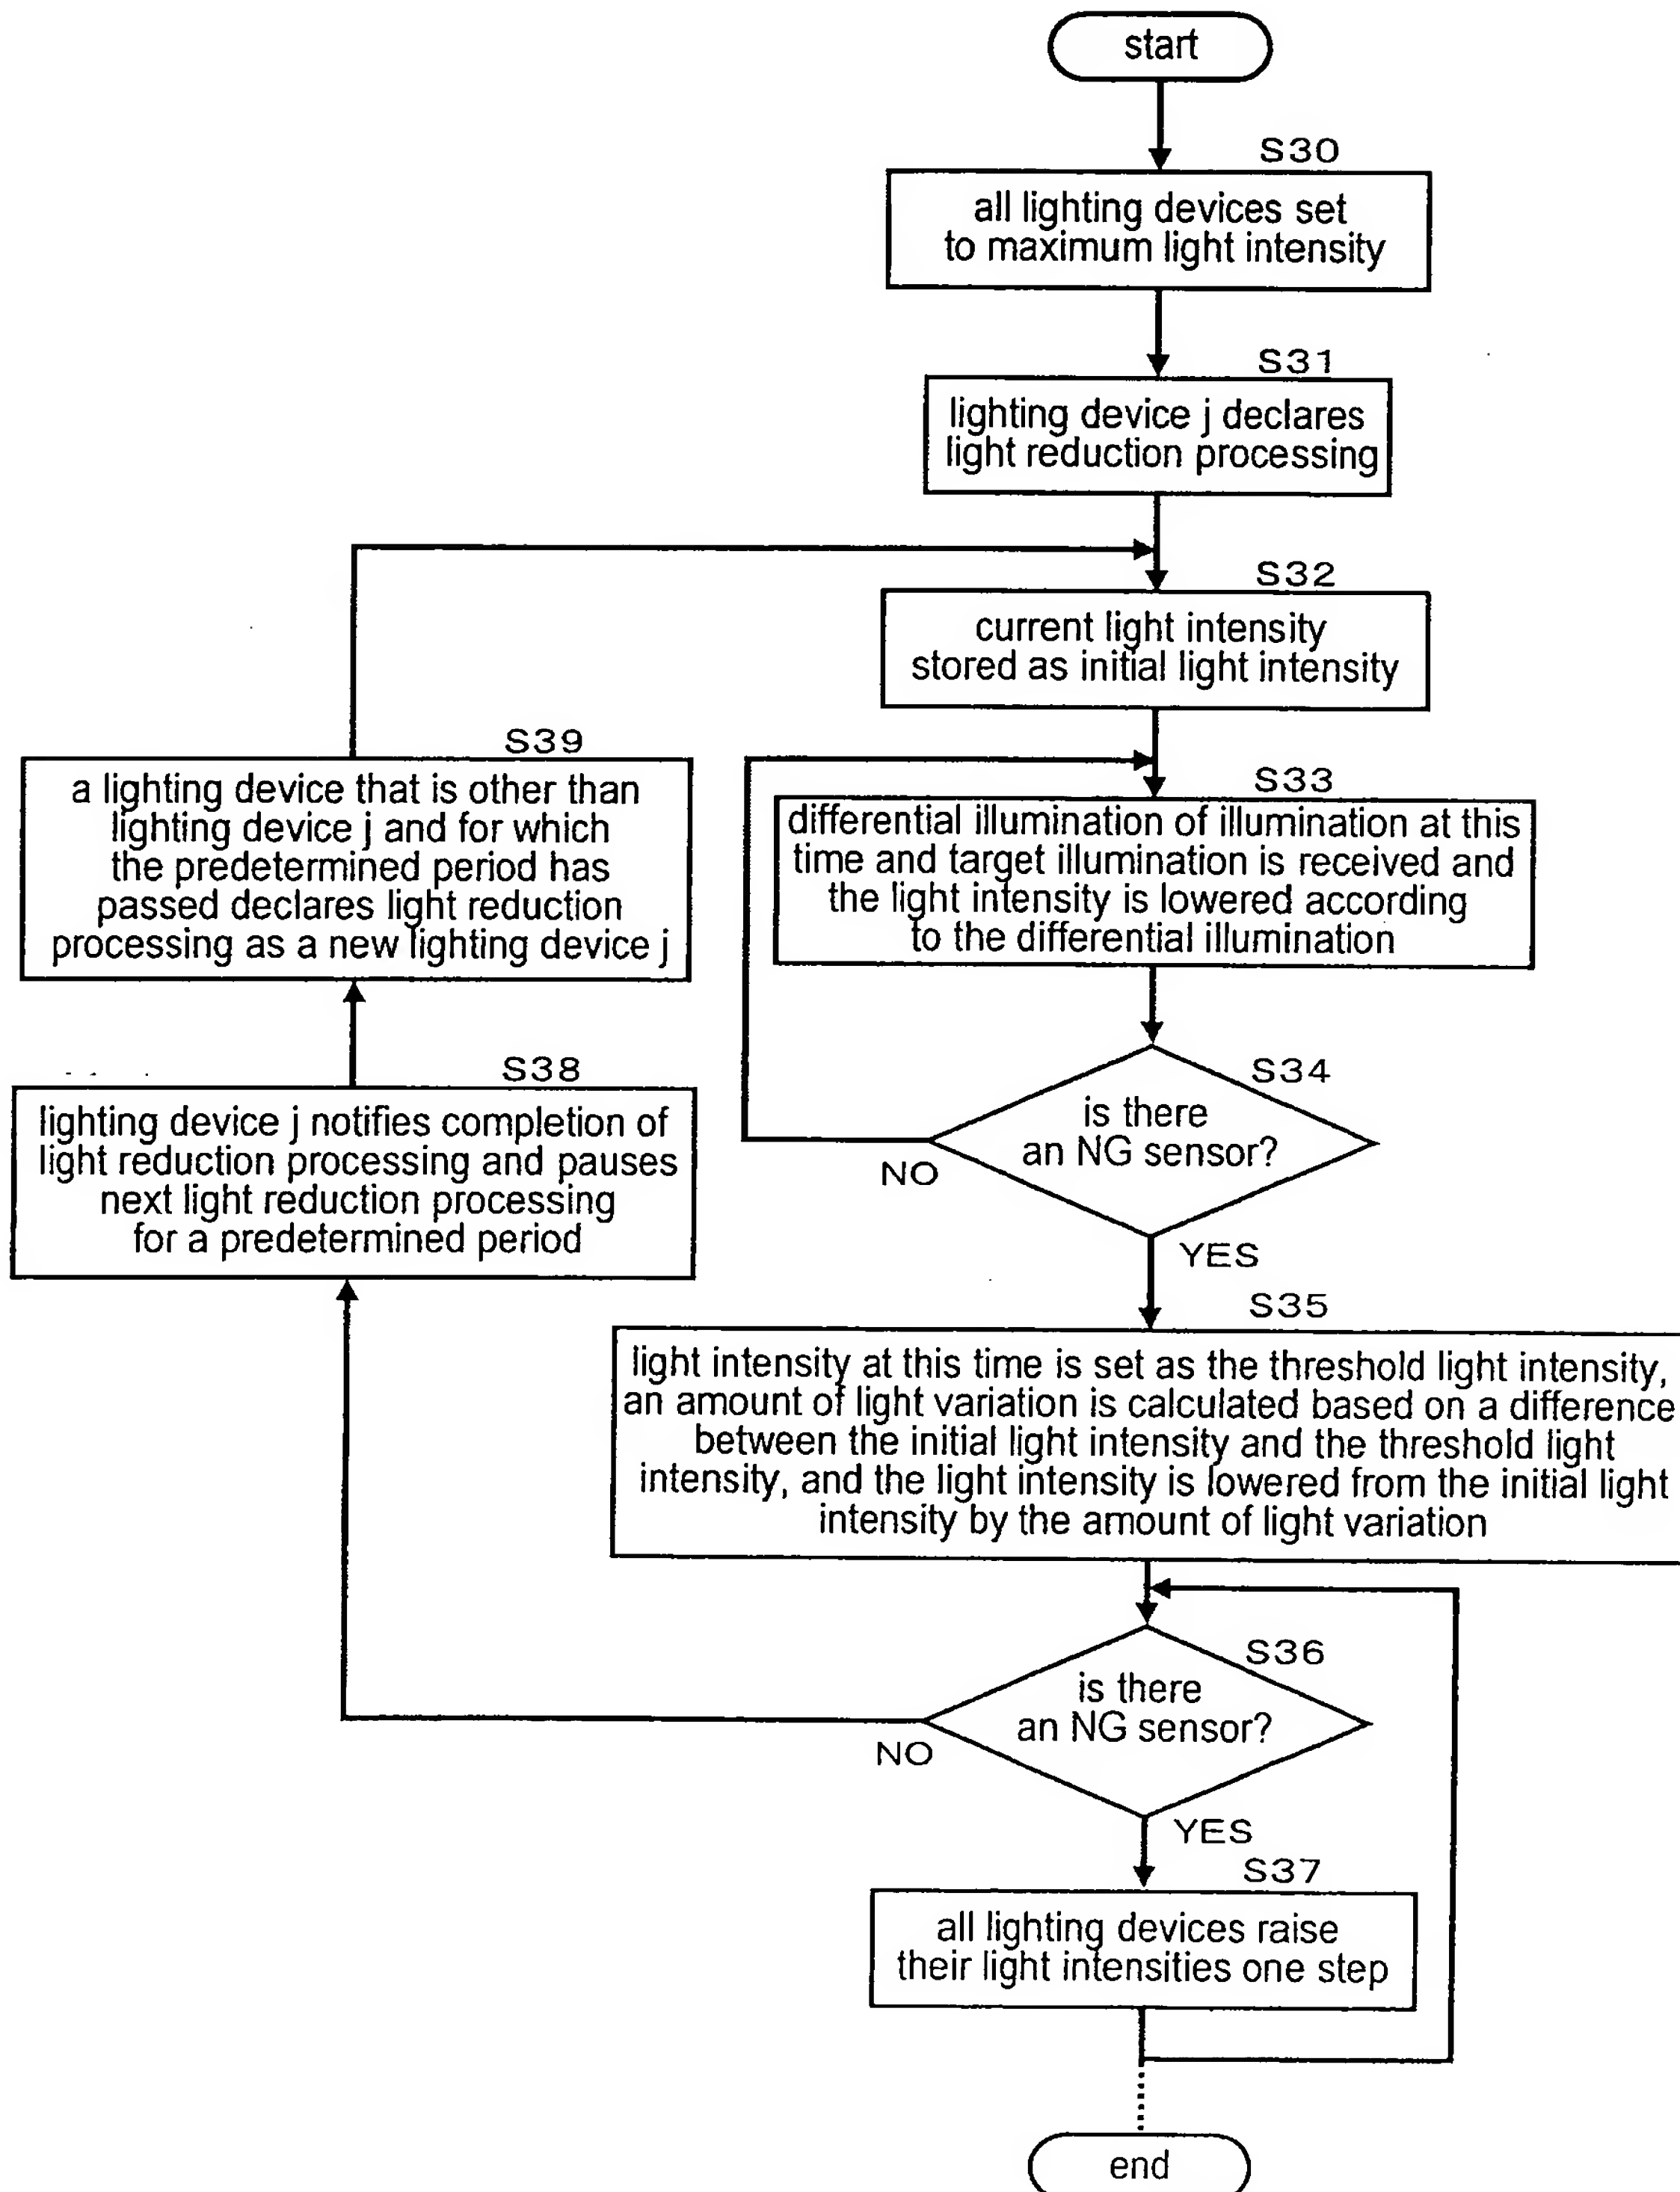 start
S30
all lighting devices set
to maximum light intensity
S31
lighting device j declares
light reduction processing
S32
current light intensity
stored as initial light intensity
S39
a lighting device that is other than
lighting device j and for which
the predetermined period has
passed declares light reduction
processing as a new lighting device j
S33
differential illumination of illumination at this
time and target illumination is received and
the light intensity is lowered according
to the differential illumination
S38
lighting device j notifies completion of
light reduction processing and pauses
next light reduction processing
for a predetermined period
S34
is there
an NG sensor?
NO
YES
S35
light intensity at this time is set as the threshold light intensity,
an amount of light variation is calculated based on a difference
between the initial light intensity and the threshold light
intensity, and the light intensity is lowered from the initial light
intensity by the amount of light variation
S36
is there
an NG sensor?
NO
YES
S37
all lighting devices raise
their light intensities one step
end